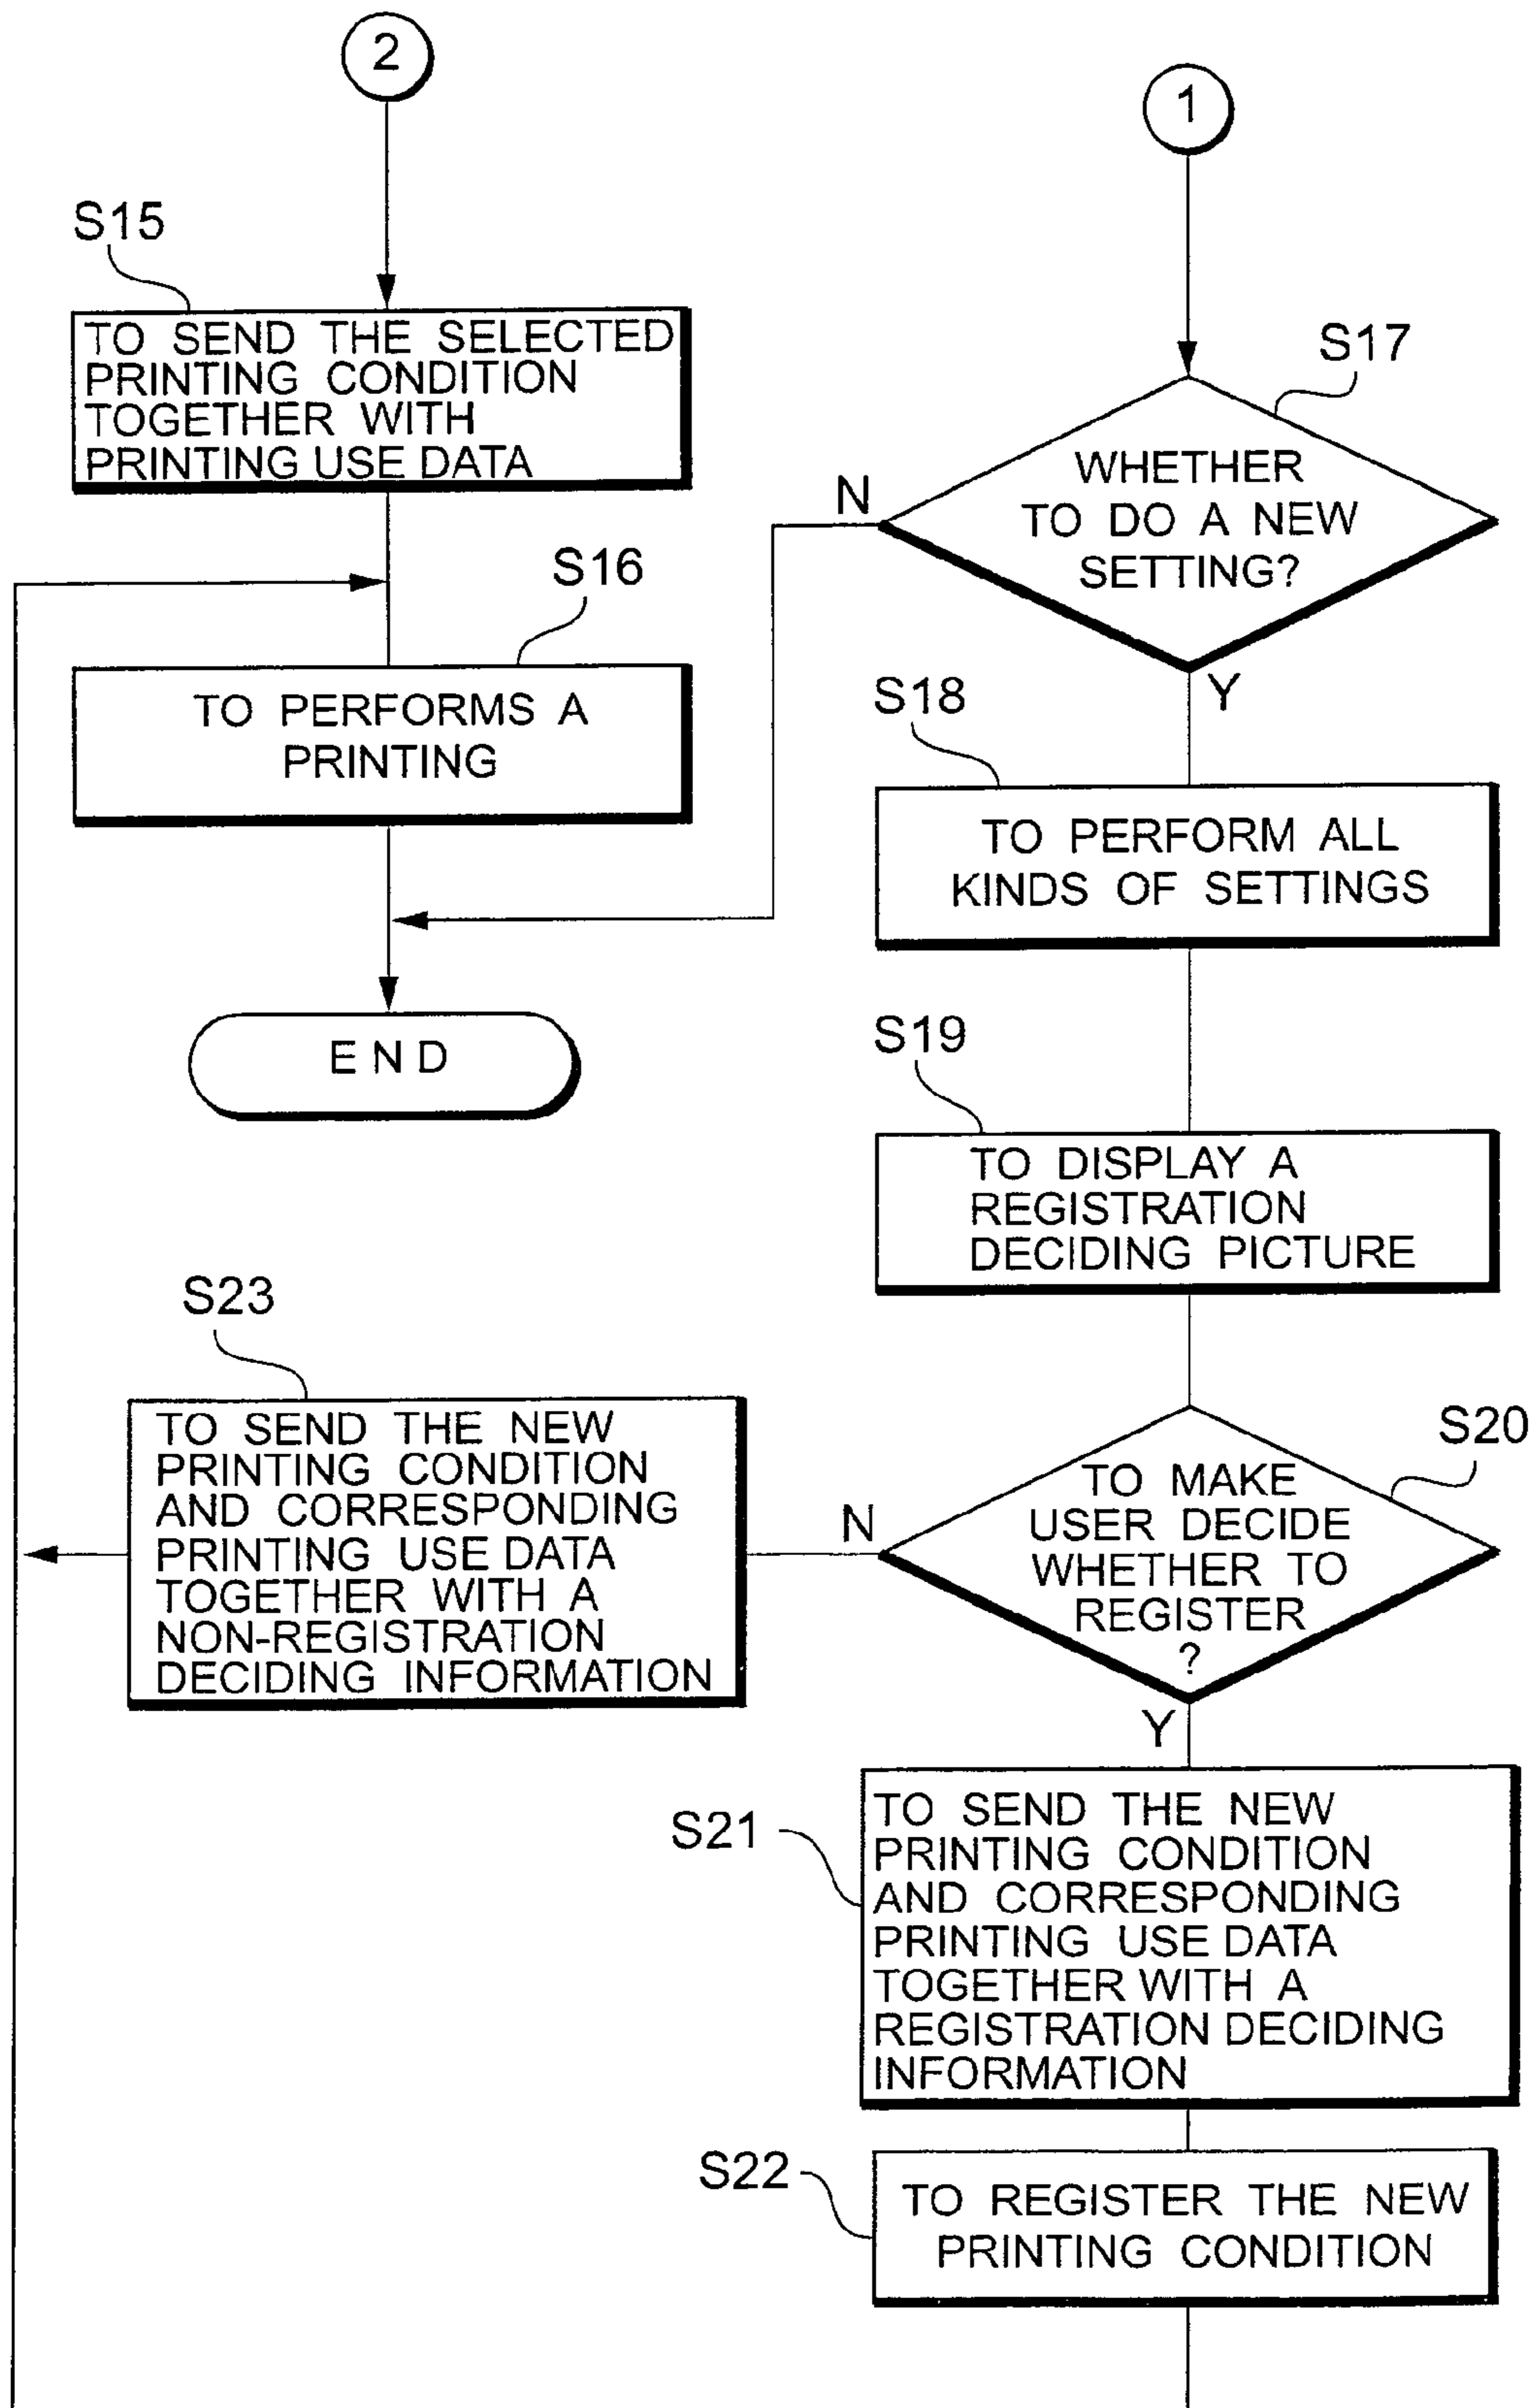 2
S15
TO SEND THE SELECTED
PRINTING CONDITION
TOGETHER WITH
PRINTING USE DATA
S16
TO PERFORMS A
PRINTING
END
1
S17
WHETHER
TO DO A NEW
SETTING?
N
Y
S18
TO PERFORM ALL
KINDS OF SETTINGS
S19
TO DISPLAY A
REGISTRATION
DECIDING PICTURE
S20
TO MAKE
USER DECIDE
WHETHER TO
REGISTER
?
N
Y
S23
TO SEND THE NEW
PRINTING CONDITION
AND CORRESPONDING
PRINTING USE DATA
TOGETHER WITH A
NON-REGISTRATION
DECIDING INFORMATION
S21
TO SEND THE NEW
PRINTING CONDITION
AND CORRESPONDING
PRINTING USE DATA
TOGETHER WITH A
REGISTRATION DECIDING
INFORMATION
S22
TO REGISTER THE NEW
PRINTING CONDITION